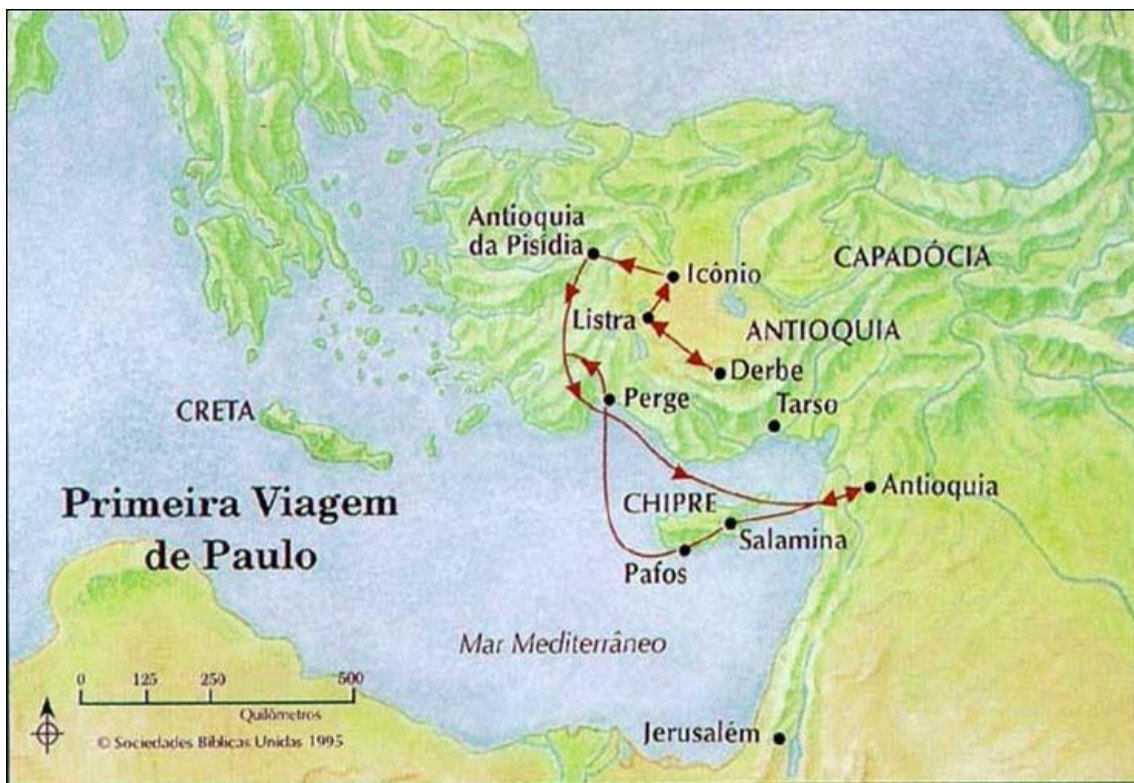 Antioquia
da Pisídia
CAPADÓCIA
Icônio
Listra
ANTIOQUIA
Derbe
Perge
Tarso
CRETA
Antioquia
Primeira Viagem
de Paulo
CHIPRE
Salamina
Pafos
Mar Mediterrâneo
0 125 250 500
Quilômetros
© Sociedades Bíblicas Unidas 1995
Jerusalém